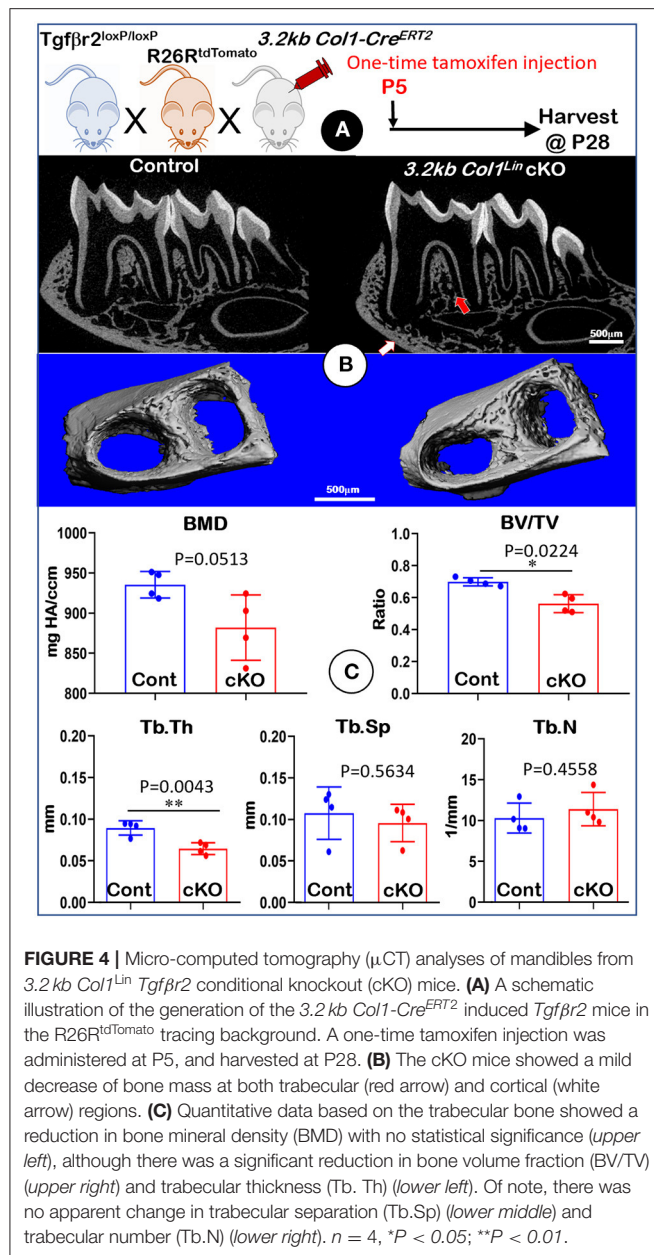 Tgfβr2loxP/loxP
R26RtdTomato
3.2kb Col1-CreERT2
X X
One-time tamoxifen injection
P5
Harvest
@ P28
A
Control
3.2kb Col1Lin cKO
500μm
B
500μm
BMD
1000
950
900
850
800
mg HA/ccm
P=0.0513
Cont
cKO
BV/TV
1.0
0.8
0.6
0.4
0.2
0.0
Ratio
P=0.0224
*
Cont
cKO
C
Tb.Th
0.20
0.15
0.10
0.05
0.00
mm
P=0.0043
**
Cont
cKO
Tb.Sp
0.20
0.15
0.10
0.05
0.00
mm
P=0.5634
Cont
cKO
Tb.N
15
10
5
0
1/mm
P=0.4558
Cont
cKO
FIGURE 4 | Micro-computed tomography (μCT) analyses of mandibles from
3.2 kb Col1Lin Tgfβr2 conditional knockout (cKO) mice. (A) A schematic
illustration of the generation of the 3.2 kb Col1-CreERT2 induced Tgfβr2 mice in
the R26RtdTomato tracing background. A one-time tamoxifen injection was
administered at P5, and harvested at P28. (B) The cKO mice showed a mild
decrease of bone mass at both trabecular (red arrow) and cortical (white
arrow) regions. (C) Quantitative data based on the trabecular bone showed a
reduction in bone mineral density (BMD) with no statistical significance (upper
left), although there was a significant reduction in bone volume fraction (BV/TV)
(upper right) and trabecular thickness (Tb. Th) (lower left). Of note, there was
no apparent change in trabecular separation (Tb.Sp) (lower middle) and
trabecular number (Tb.N) (lower right). n = 4, *P < 0.05; **P < 0.01.